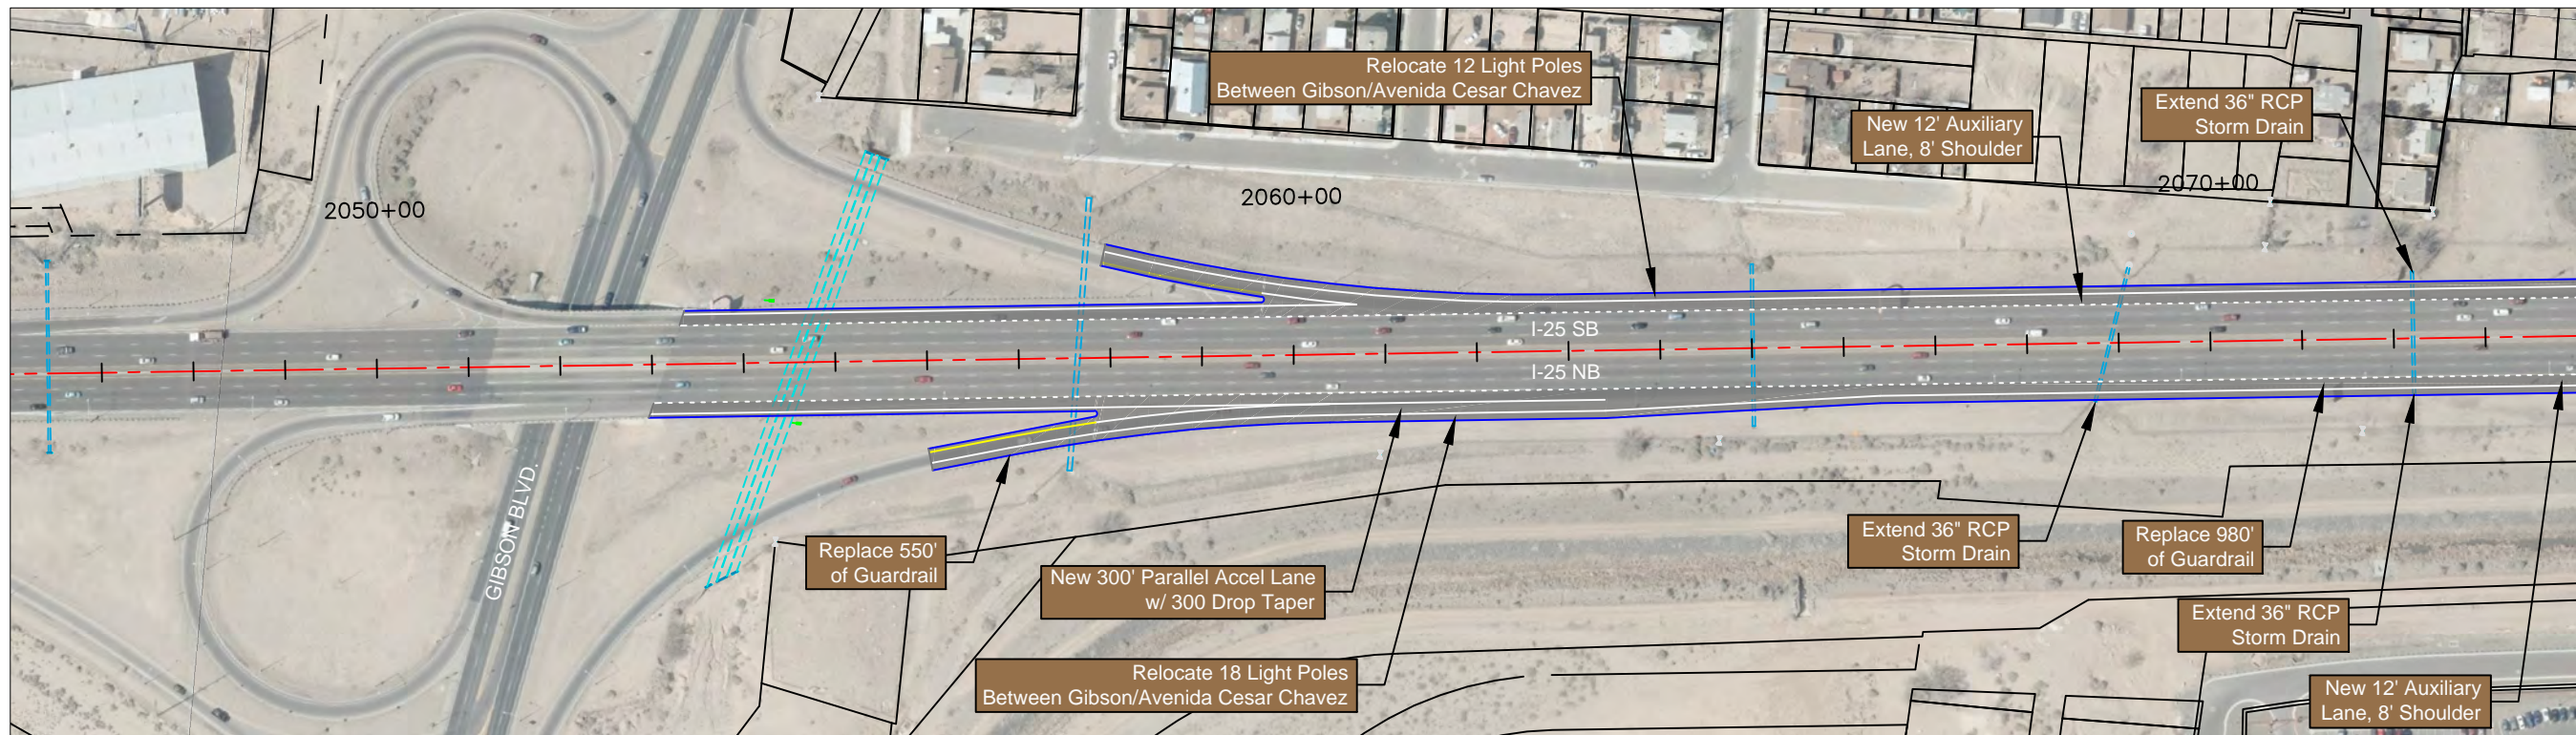 Relocate 12 Light Poles
Between Gibson/Avenida Cesar Chavez
New 12' Auxiliary
Lane, 8' Shoulder
Extend 36" RCP
Storm Drain
2050+00
2060+00
2070+00
I-25 SB
I-25 NB
GIBSON BLVD.
Replace 550'
of Guardrail
New 300' Parallel Accel Lane
w/ 300 Drop Taper
Relocate 18 Light Poles
Between Gibson/Avenida Cesar Chavez
Extend 36" RCP
Storm Drain
Replace 980'
of Guardrail
Extend 36" RCP
Storm Drain
New 12' Auxiliary
Lane, 8' Shoulder